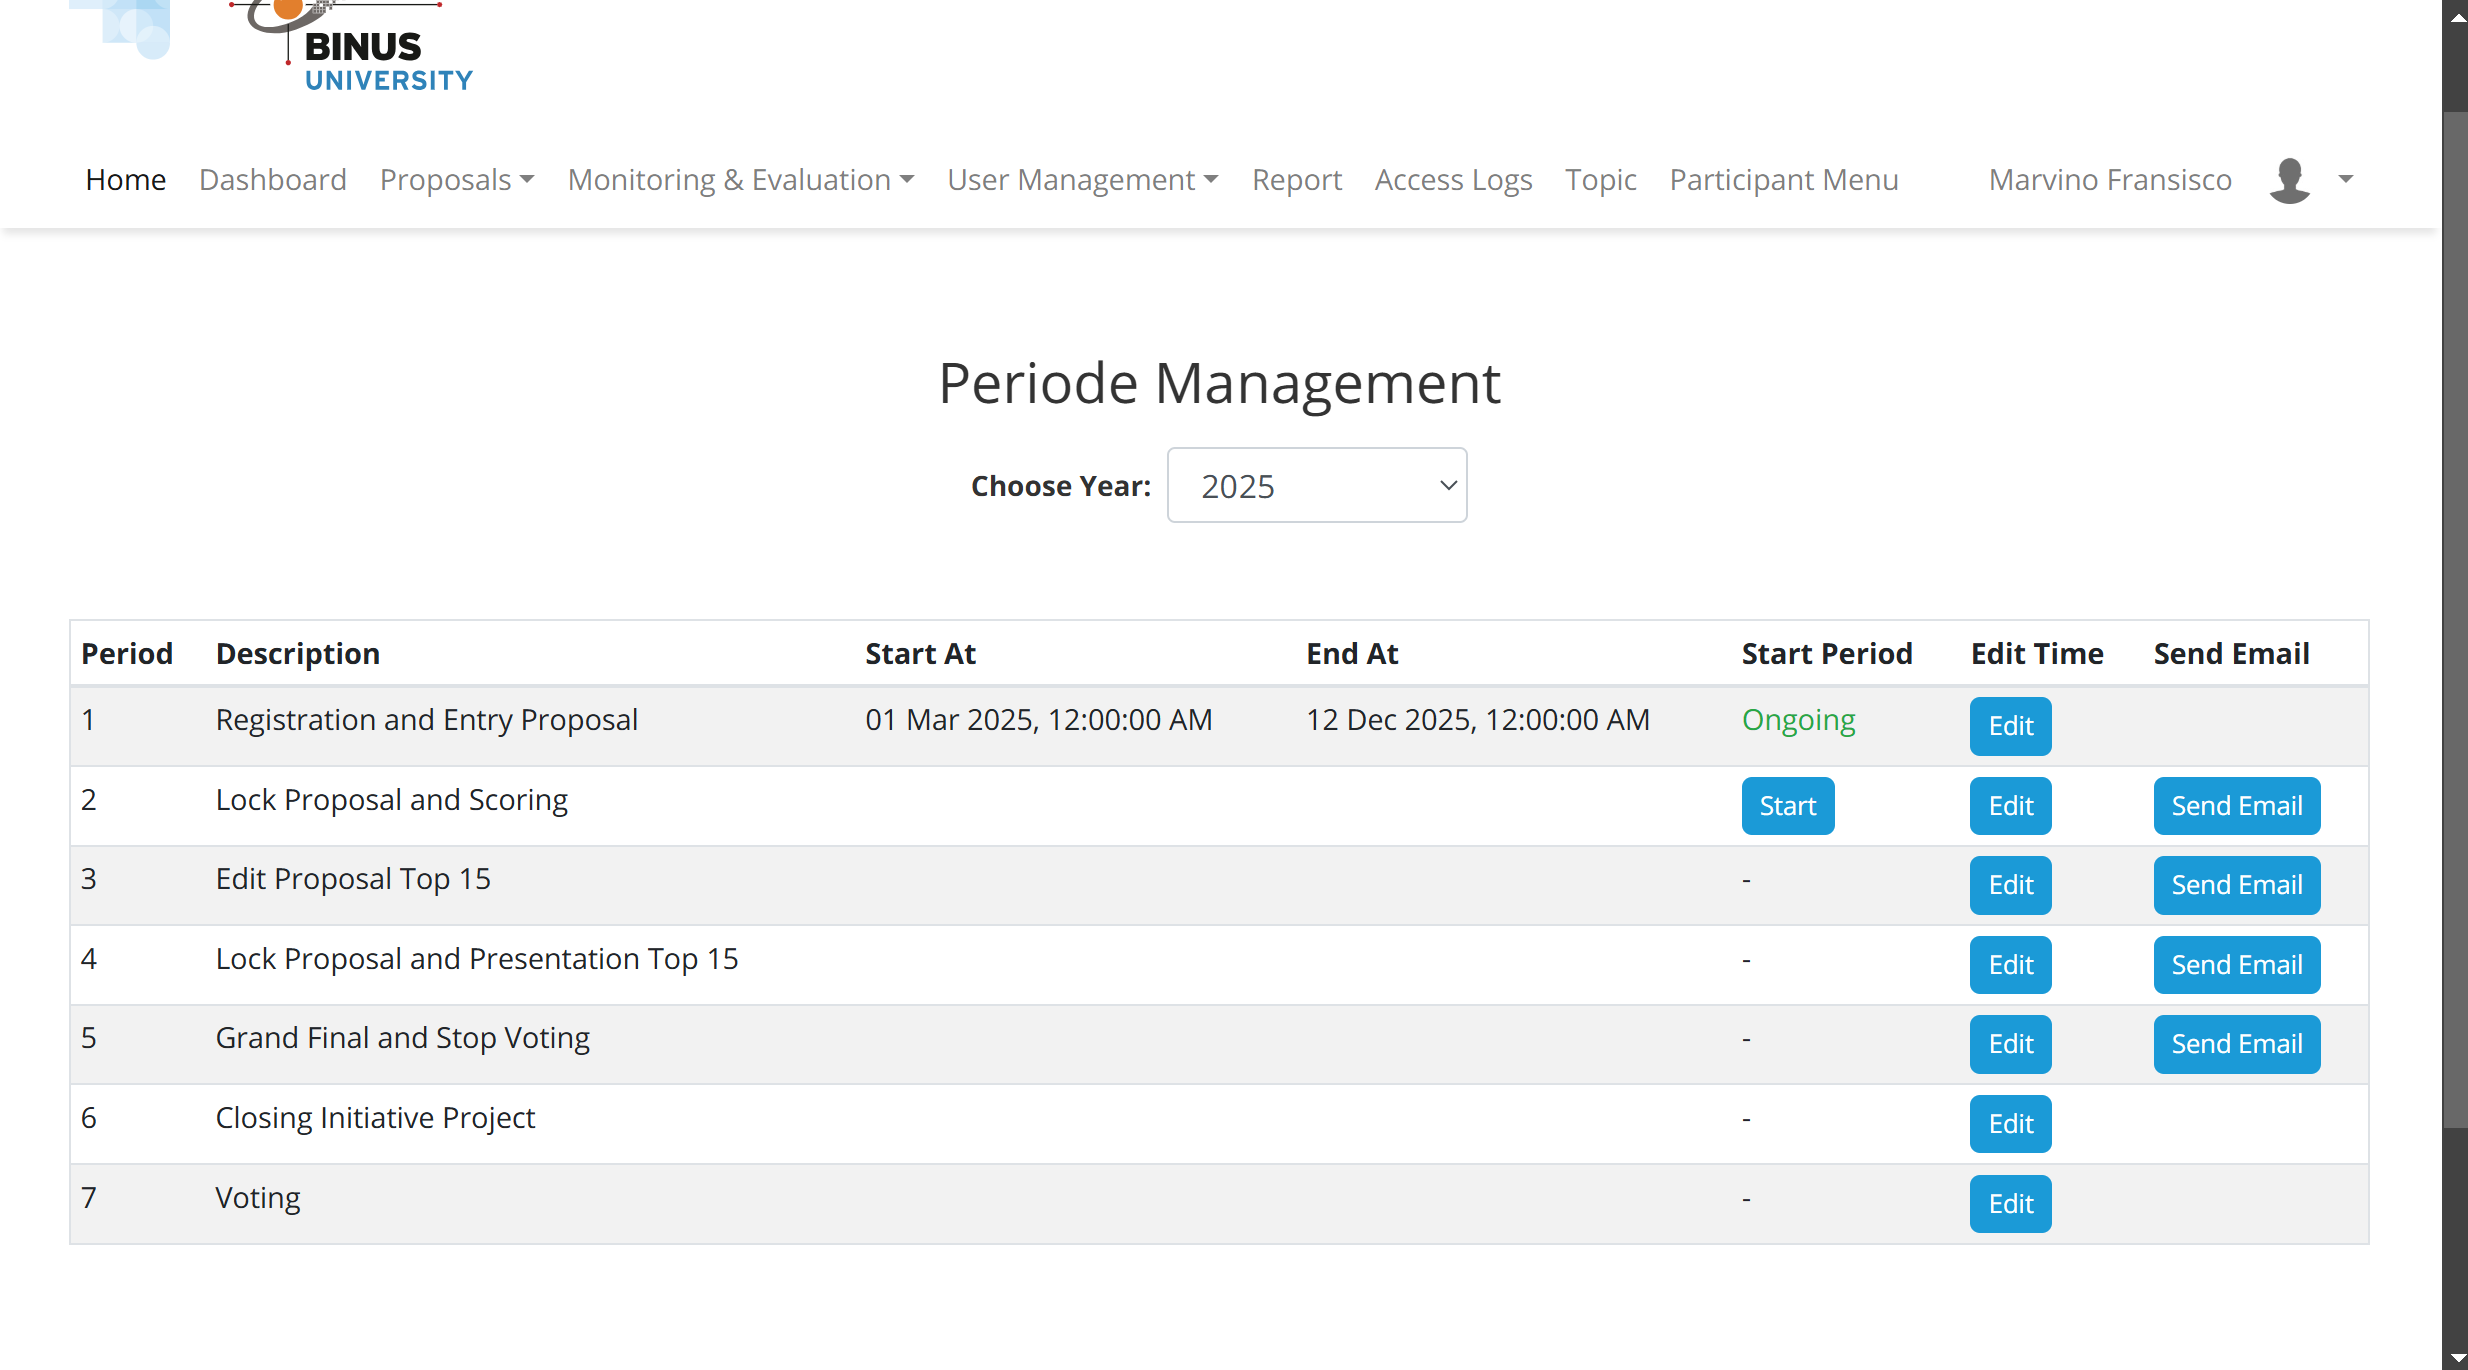 BINUS
UNIVERSITY
Home Dashboard Proposals Monitoring & Evaluation User Management Report Access Logs Topic Participant Menu Marvino Fransisco
Periode Management
Choose Year: 2025
Period Description Start At End At Start Period Edit Time Send Email
1 Registration and Entry Proposal 01 Mar 2025, 12:00:00 AM 12 Dec 2025, 12:00:00 AM Ongoing Edit
2 Lock Proposal and Scoring Start Edit Send Email
3 Edit Proposal Top 15 - Edit Send Email
4 Lock Proposal and Presentation Top 15 - Edit Send Email
5 Grand Final and Stop Voting - Edit Send Email
6 Closing Initiative Project - Edit
7 Voting - Edit